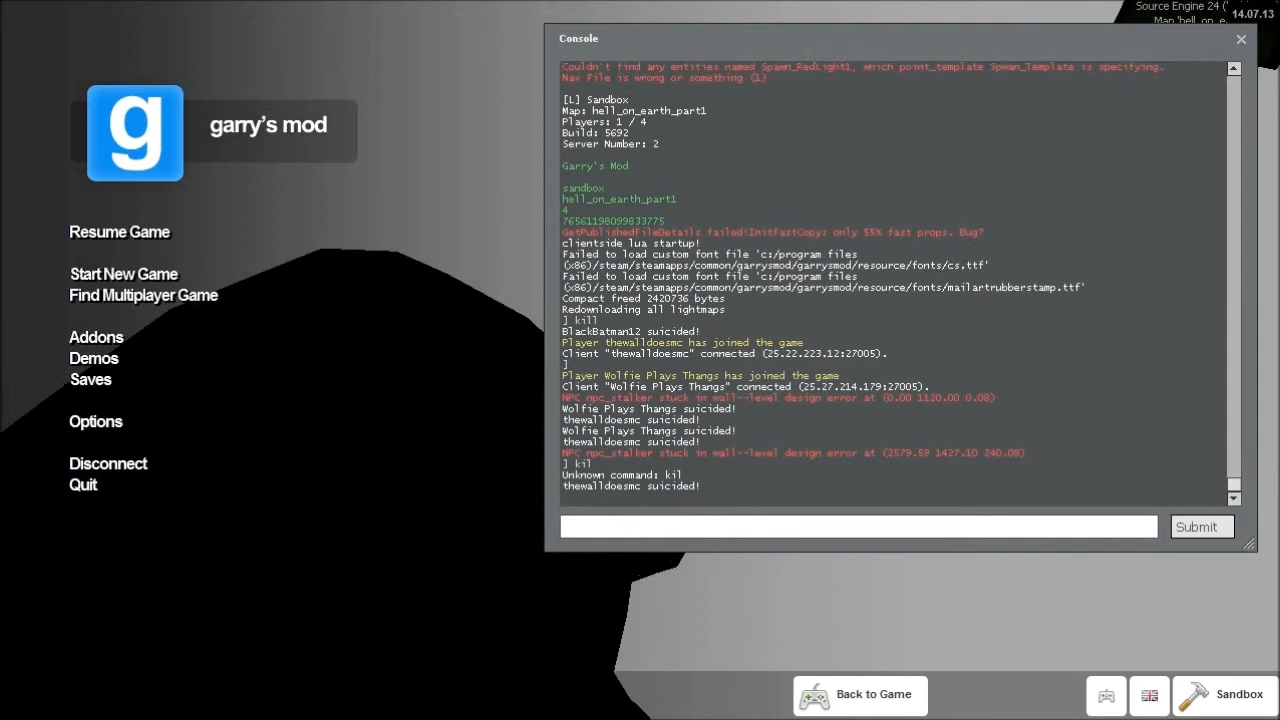 Source Engine 24 (
14.07.13
Map 'hell_on_e
Console
g
garry's mod
Resume Game
Start New Game
Find Multiplayer Game
Addons
Demos
Saves
Options
Disconnect
Quit
Couldn't find any entities named Spawn_RedLight1, which point_template Spwan_Template is specifying.
Nav File is wrong or something (1)
[L] Sandbox
Map: hell_on_earth_part1
Players: 1 / 4
Build: 5692
Server Number: 2
Garry's Mod
sandbox
hell_on_earth_part1
4
76561198099833775
GetPublishedFileDetails failed!InitFastCopy: only 55% fast props. Bug?
clientside lua startup!
Failed to load custom font file 'c:/program files
(x86)/steam/steamapps/common/garrysmod/garrysmod/resource/fonts/cs.ttf'
Failed to load custom font file 'c:/program files
(x86)/steam/steamapps/common/garrysmod/garrysmod/resource/fonts/mailartrubberstamp.ttf'
Compact freed 2420736 bytes
Redownloading all lightmaps
] kill
BlackBatman12 suicided!
Player thewalldoesmc has joined the game
Client "thewalldoesmc" connected (25.22.223.12:27005).
]
Player Wolfie Plays Thangs has joined the game
Client "Wolfie Plays Thangs" connected (25.27.214.179:27005).
NPC npc_stalker stuck in wall--level design error at (0.00 1120.00 0.08)
Wolfie Plays Thangs suicided!
thewalldoesmc suicided!
Wolfie Plays Thangs suicided!
thewalldoesmc suicided!
NPC npc_stalker stuck in wall--level design error at (2579.59 1427.10 240.08)
] kil
Unknown command: kil
thewalldoesmc suicided!
Submit
Back to Game
Sandbox